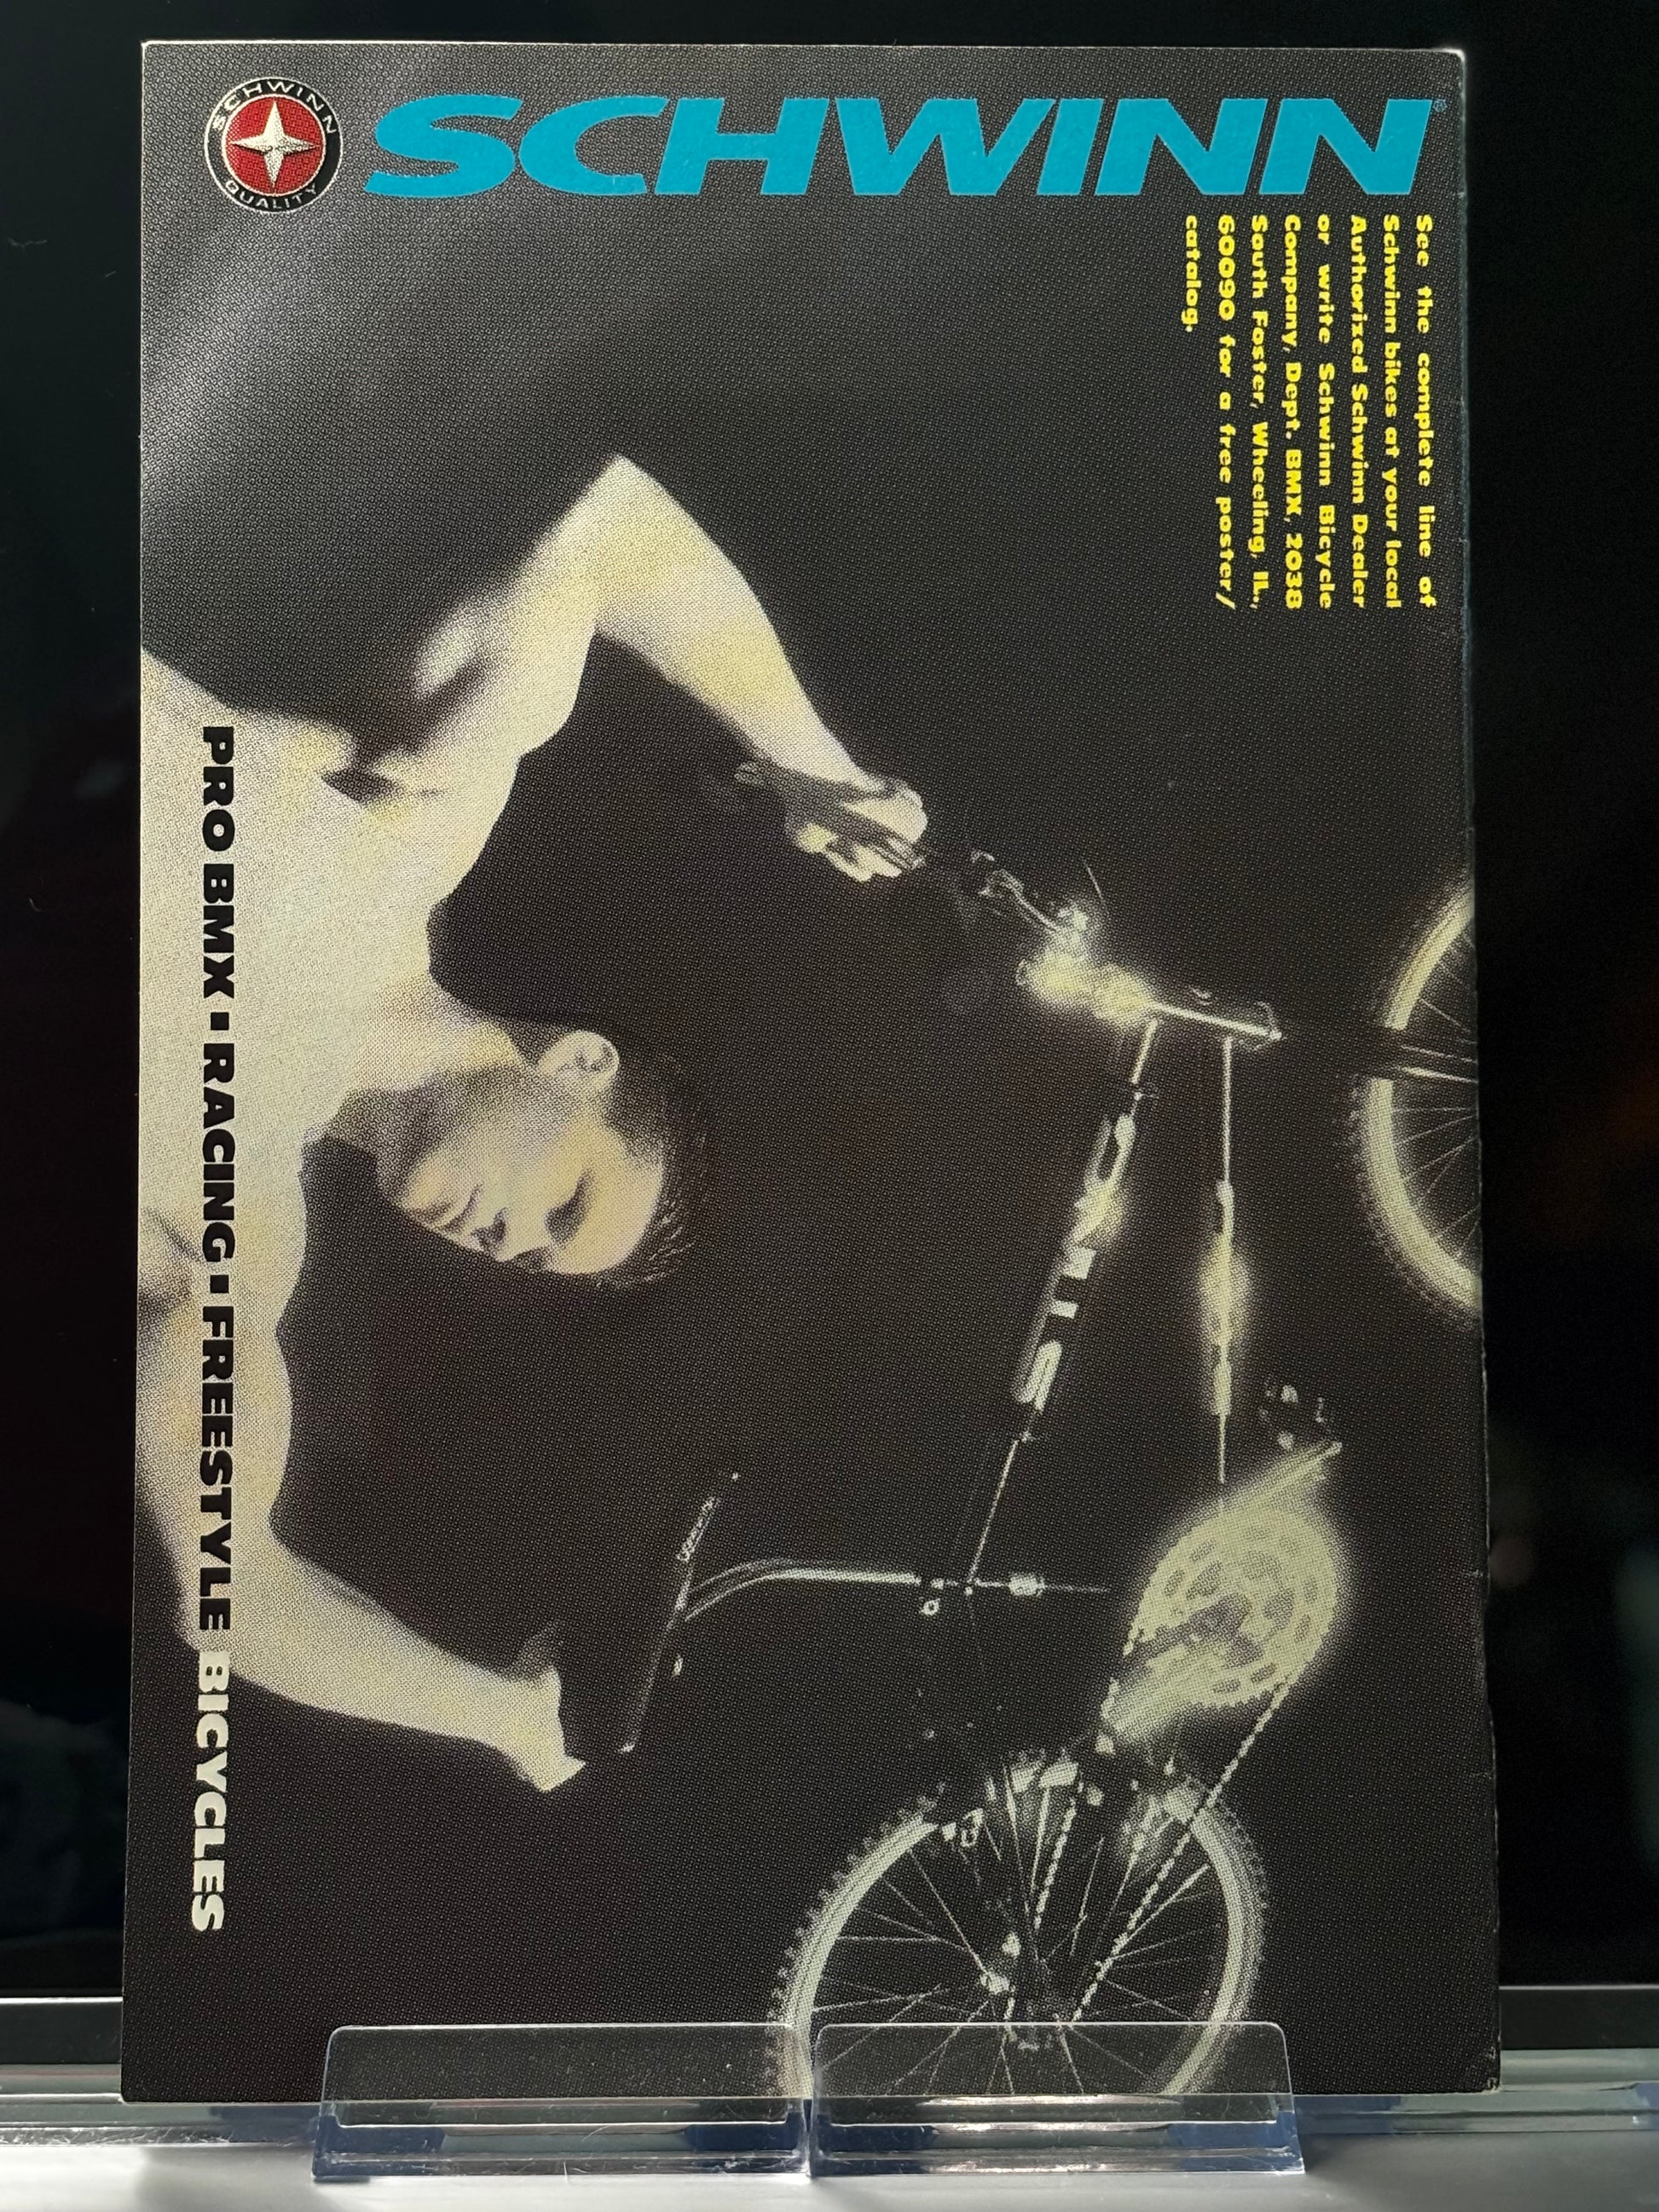 SCHWINN
QUALITY
SCHWINN®
See the complete line of
Schwinn bikes at your local
Authorized Schwinn Dealer
or write Schwinn Bicycle
Company, Dept. BMX, 2038
South Foster, Wheeling, IL.,
60090 for a free poster/
catalog.
PRO BMX ▪ RACING ▪ FREESTYLE BICYCLES